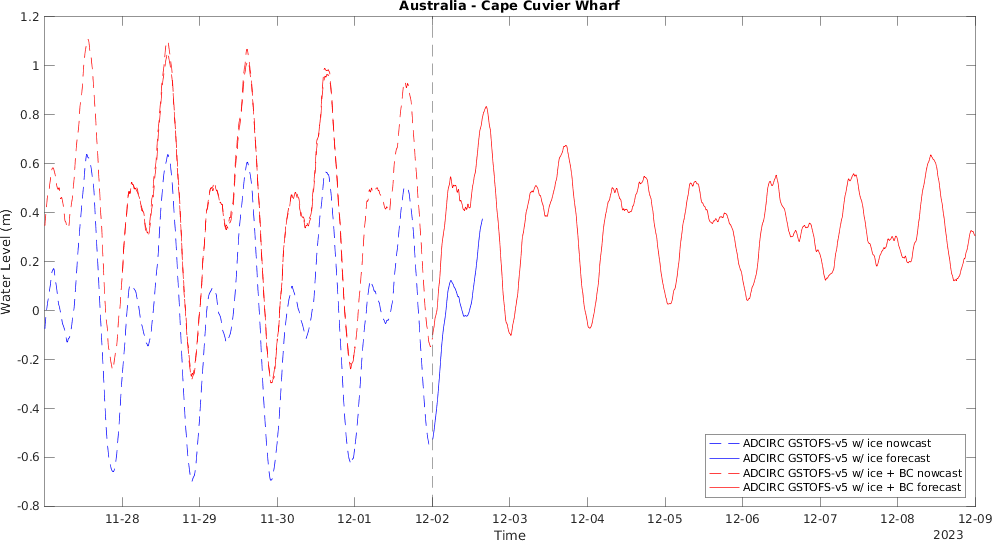 Australia - Cape Cuvier Wharf
1.2
1
0.8
0.6
0.4
0.2
0
-0.2
-0.4
-0.6
-0.8
Water Level (m)
ADCIRC GSTOFS-v5 w/ ice nowcast
ADCIRC GSTOFS-v5 w/ ice forecast
ADCIRC GSTOFS-v5 w/ ice + BC nowcast
ADCIRC GSTOFS-v5 w/ ice + BC forecast
11-28 11-29 11-30 12-01 12-02 12-03 12-04 12-05 12-06 12-07 12-08 12-09
Time
2023